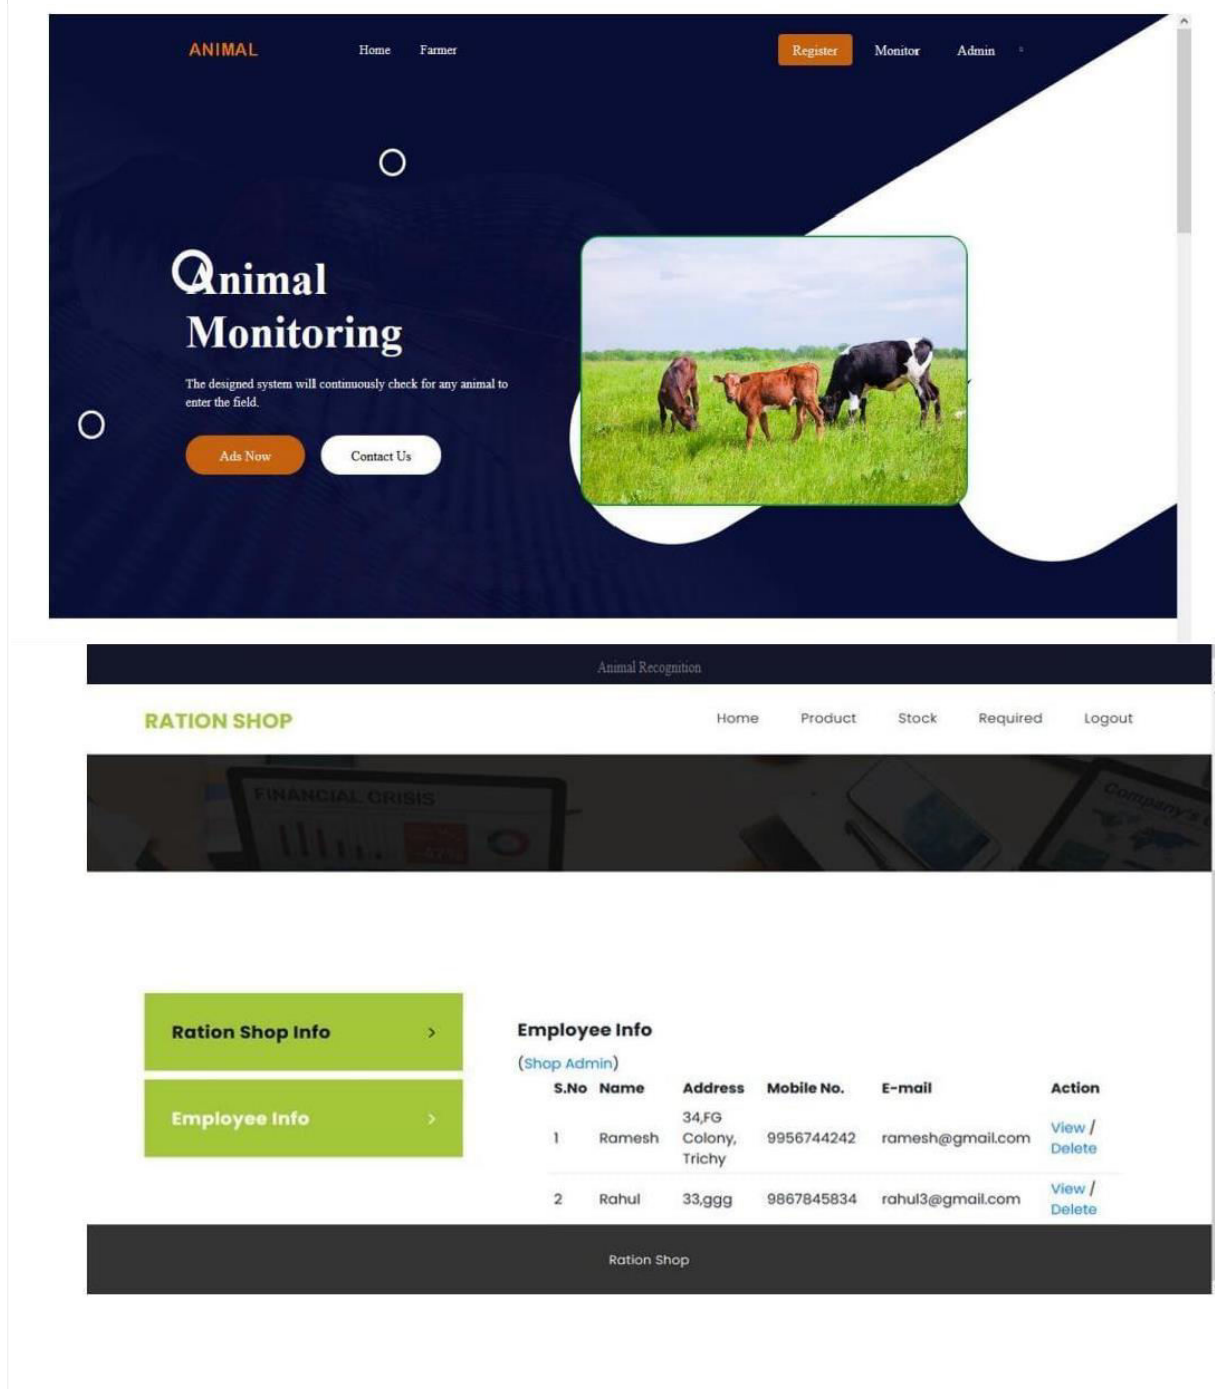 ANIMAL Home Farmer Register Monitor Admin
Animal
Monitoring
The designed system will continuously check for any animal to
enter the field.
Ads Now Contact Us
Animal Recognition
RATION SHOP Home Product Stock Required Logout
FINANCIAL CRISIS
-47%
Company's
Ration Shop Info >
Employee Info >
Employee Info
(Shop Admin)
S.No Name Address Mobile No. E-mail Action
1 Ramesh 34,FG Colony, Trichy 9956744242 ramesh@gmail.com View / Delete
2 Rahul 33,ggg 9867845834 rahul3@gmail.com View / Delete
Ration Shop